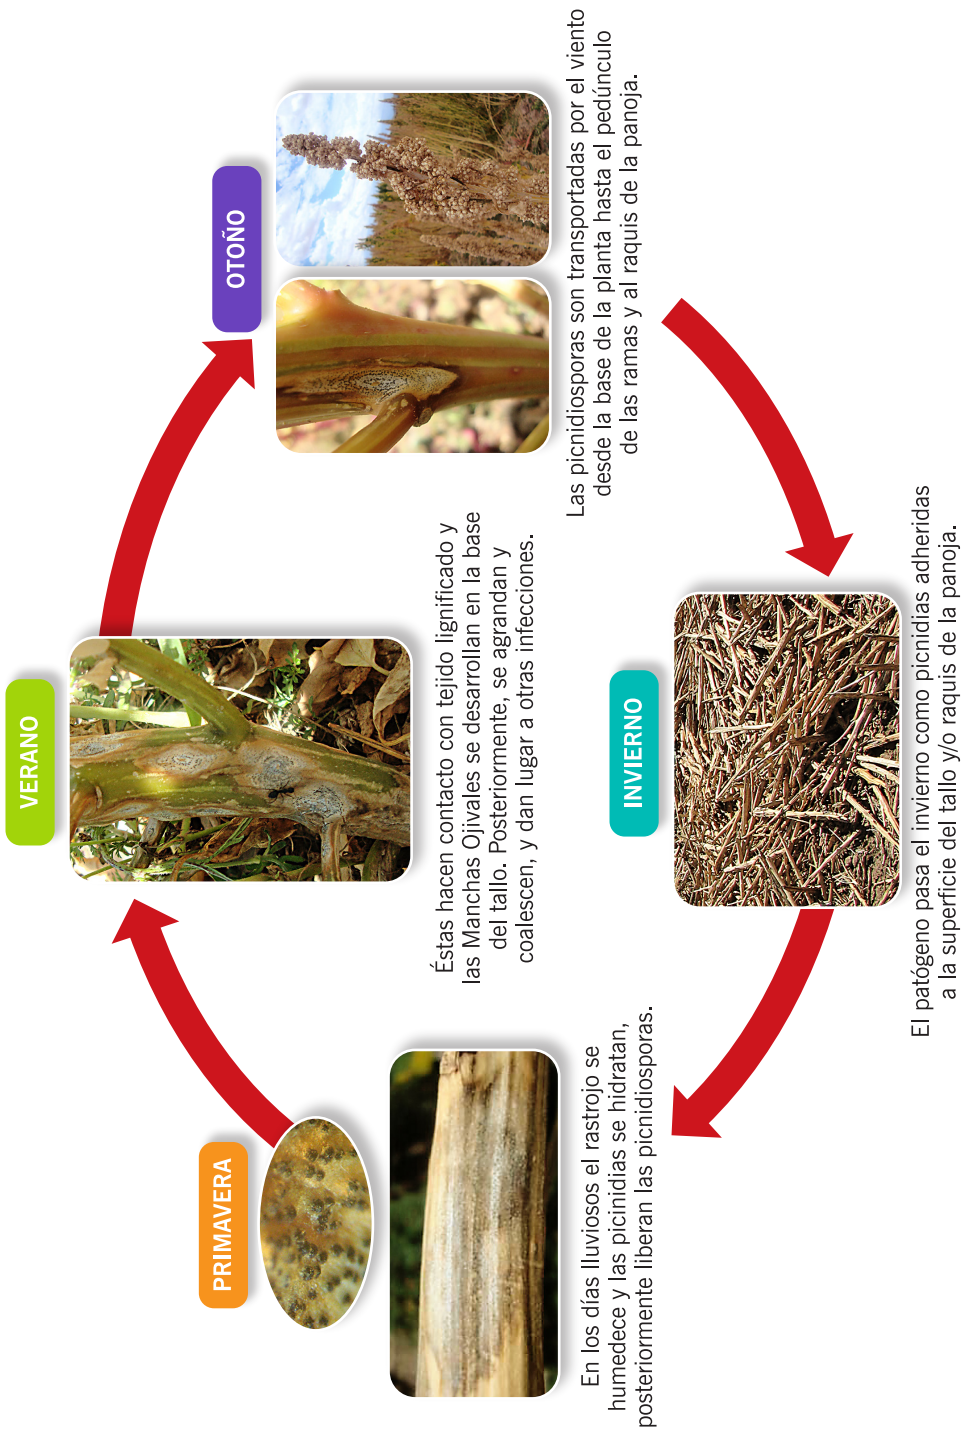 VERANO
Éstas hacen contacto con tejido lignificado y
las Manchas Ojivales se desarrollan en la base
del tallo. Posteriormente, se agrandan y
coalescen, y dan lugar a otras infecciones.
OTOÑO
Las picnidiosporas son transportadas por el viento
desde la base de la planta hasta el pedúnculo
de las ramas y al raquis de la panoja.
INVIERNO
El patógeno pasa el invierno como picnidias adheridas
a la superficie del tallo y/o raquis de la panoja.
PRIMAVERA
En los días lluviosos el rastrojo se
humedece y las picinidias se hidratan,
posteriormente liberan las picnidiosporas.